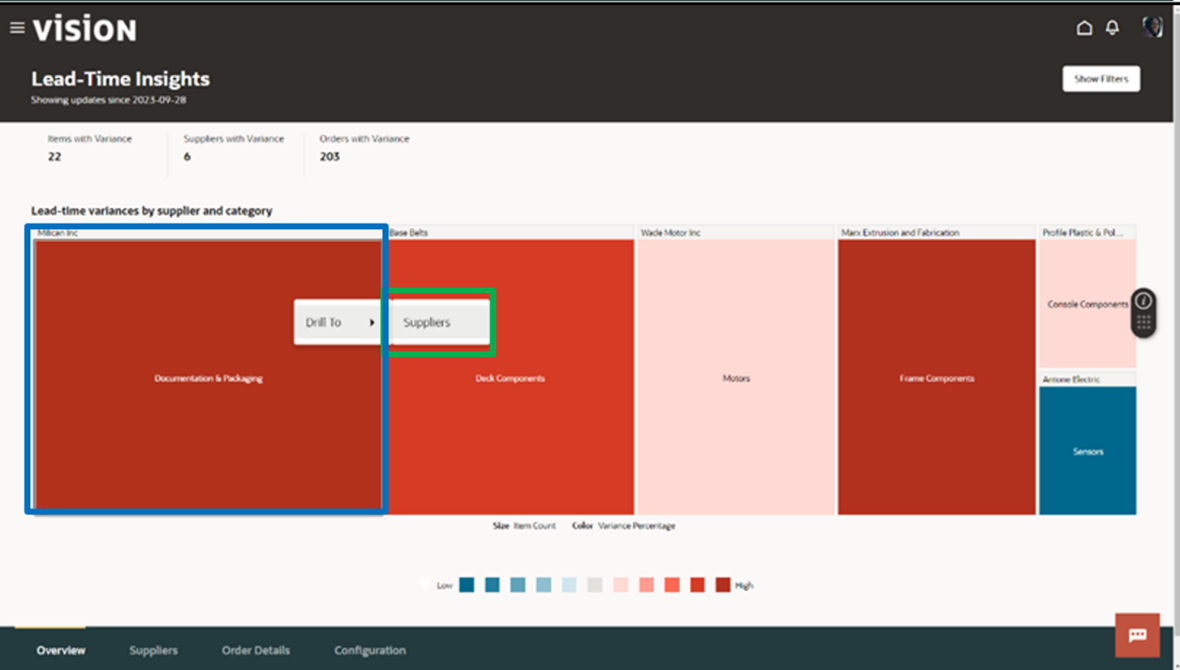 vision
Lead-Time Insights
Showing updates since 2023-09-28
Show Filters
Items with Variance
22
Suppliers with Variance
6
Orders with Variance
203
Lead-time variances by supplier and category
Milican Inc
Base Belts
Wade Motor Inc
Marx Extrusion and Fabrication
Profile Plastic & Pol...
Drill To
Suppliers
Console Components
Documentation & Packaging
Deck Components
Motors
Frame Components
Antone Electric
Sensors
Size Item Count Color Variance Percentage
Low
High
Overview
Suppliers
Order Details
Configuration